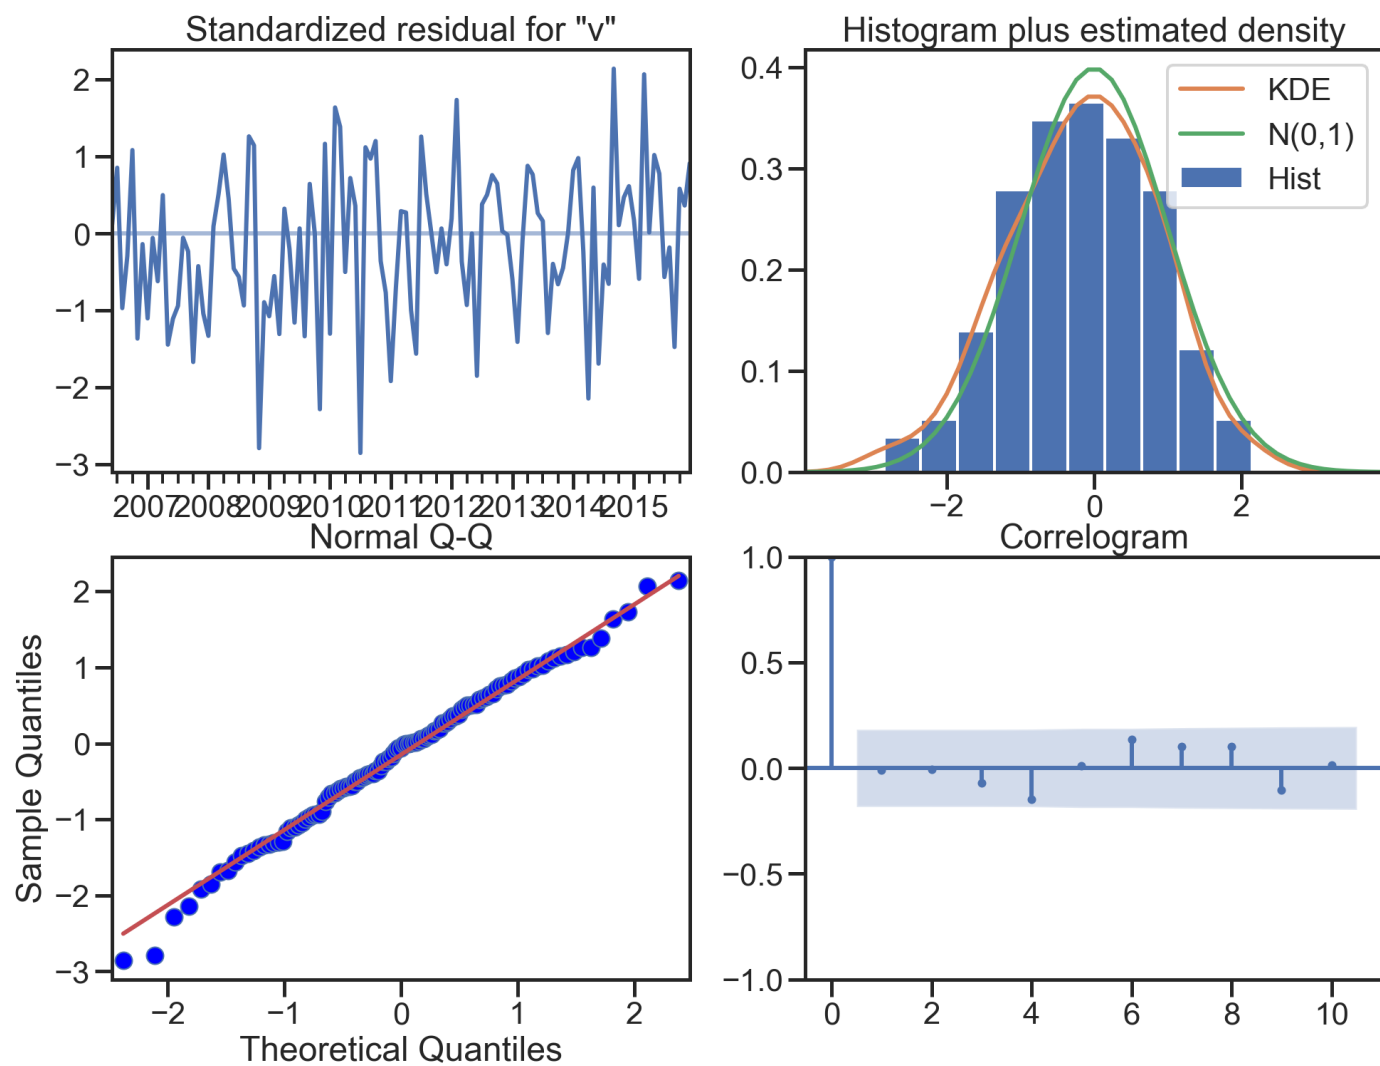 Standardized residual for "v"
2
1
0
−1
−2
−3
2007 2008 2009 2010 2011 2012 2013 2014 2015
Histogram plus estimated density
0.4
0.3
0.2
0.1
0.0
KDE
N(0,1)
Hist
−2 0 2
Normal Q-Q
Sample Quantiles
2
1
0
−1
−2
−3
−2 −1 0 1 2
Theoretical Quantiles
Correlogram
1.0
0.5
0.0
−0.5
−1.0
0 2 4 6 8 10